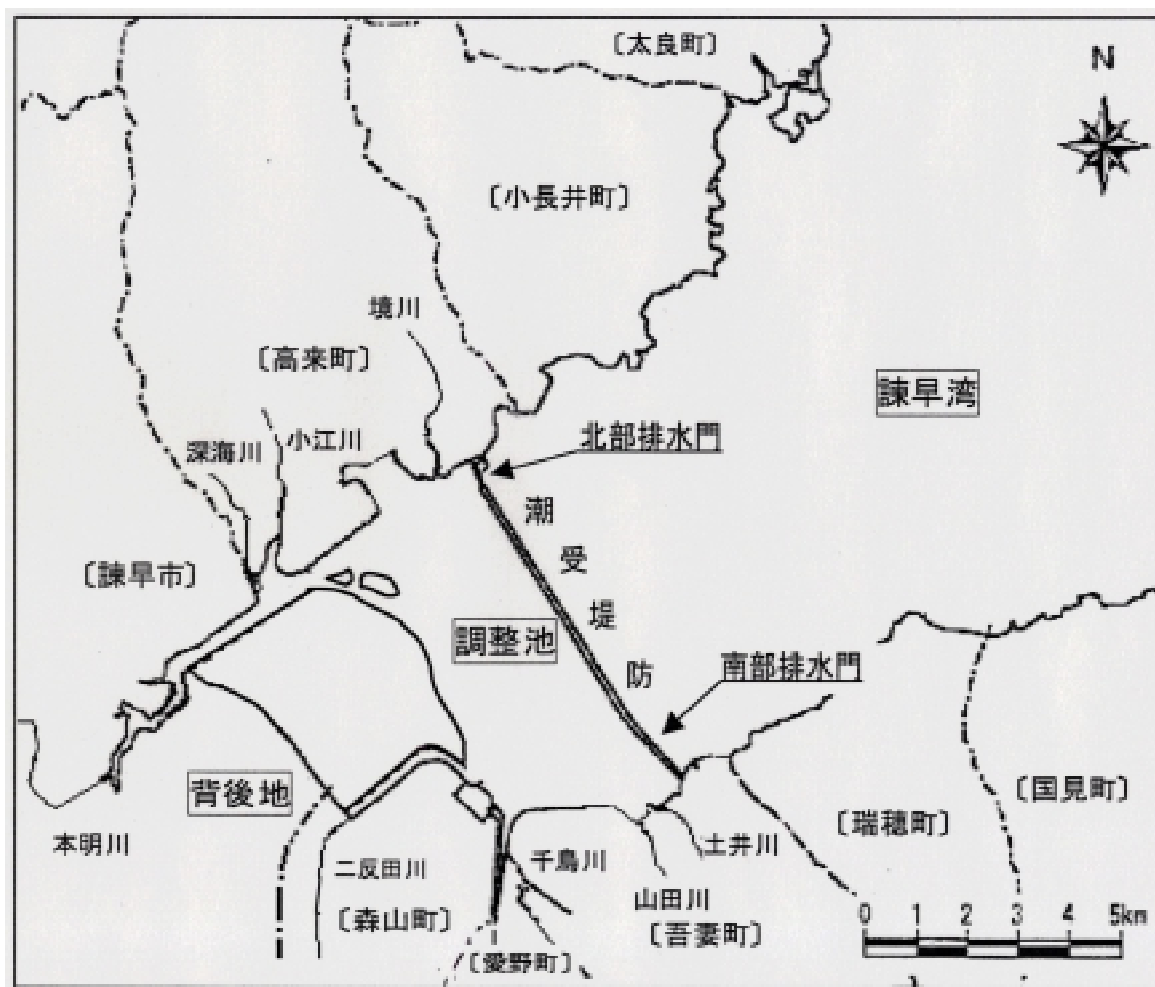 〔太良町〕
N
〔小長井町〕
境川
〔高来町〕
諫早湾
小江川
北部排水門
深海川
潮受堤防
〔諫早市〕
調整池
南部排水門
背後地
〔国見町〕
〔瑞穂町〕
本明川
土井川
千鳥川
二反田川
山田川
〔森山町〕
〔吾妻町〕
0 1 2 3 4 5km
〔愛野町〕